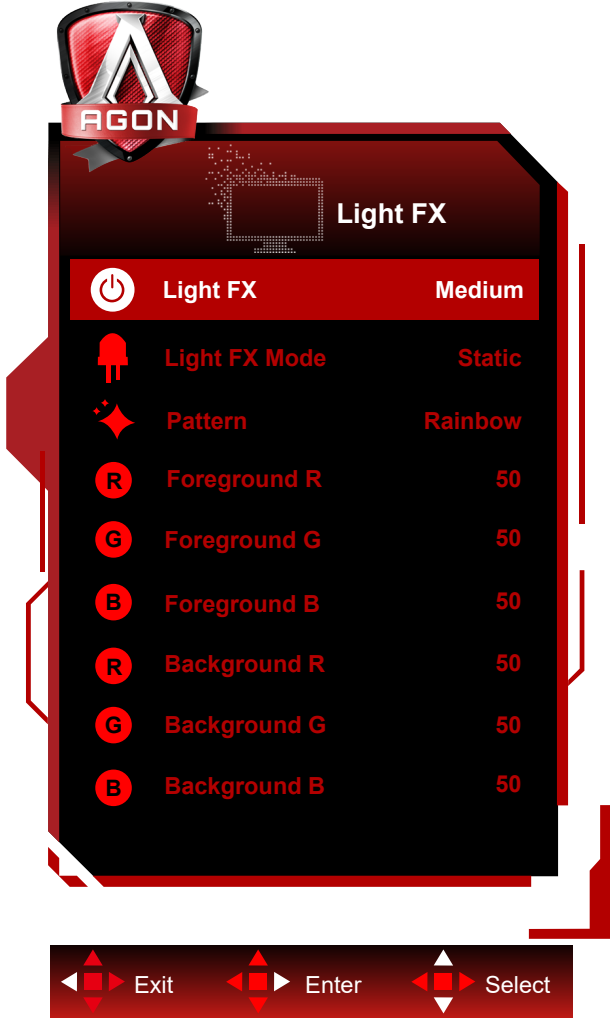 AGON
Light FX
Light FX Medium
Light FX Mode Static
Pattern Rainbow
R Foreground R 50
G Foreground G 50
B Foreground B 50
R Background R 50
G Background G 50
B Background B 50
Exit Enter Select